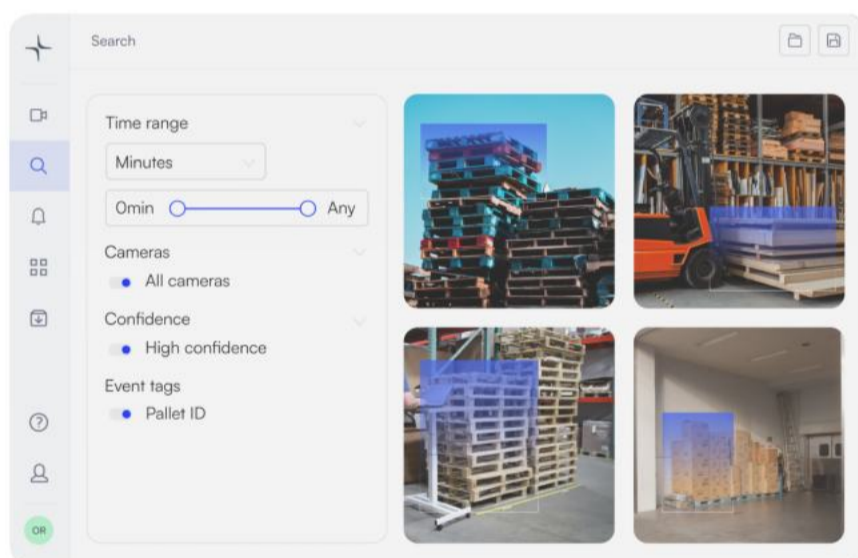 Search
Time range
Minutes
0min Any
Cameras
All cameras
Confidence
High confidence
Event tags
Pallet ID
OR